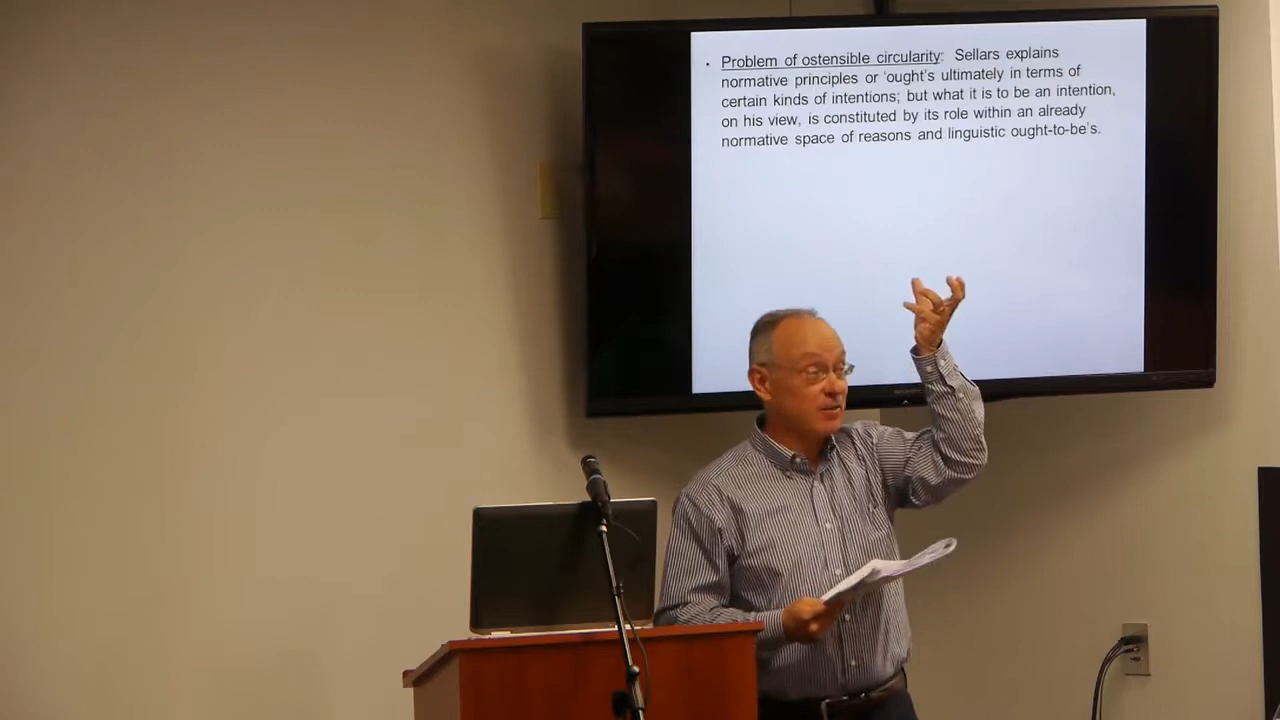 • Problem of ostensible circularity: Sellars explains
normative principles or 'ought's ultimately in terms of
certain kinds of intentions; but what it is to be an intention,
on his view, is constituted by its role within an already
normative space of reasons and linguistic ought-to-be's.